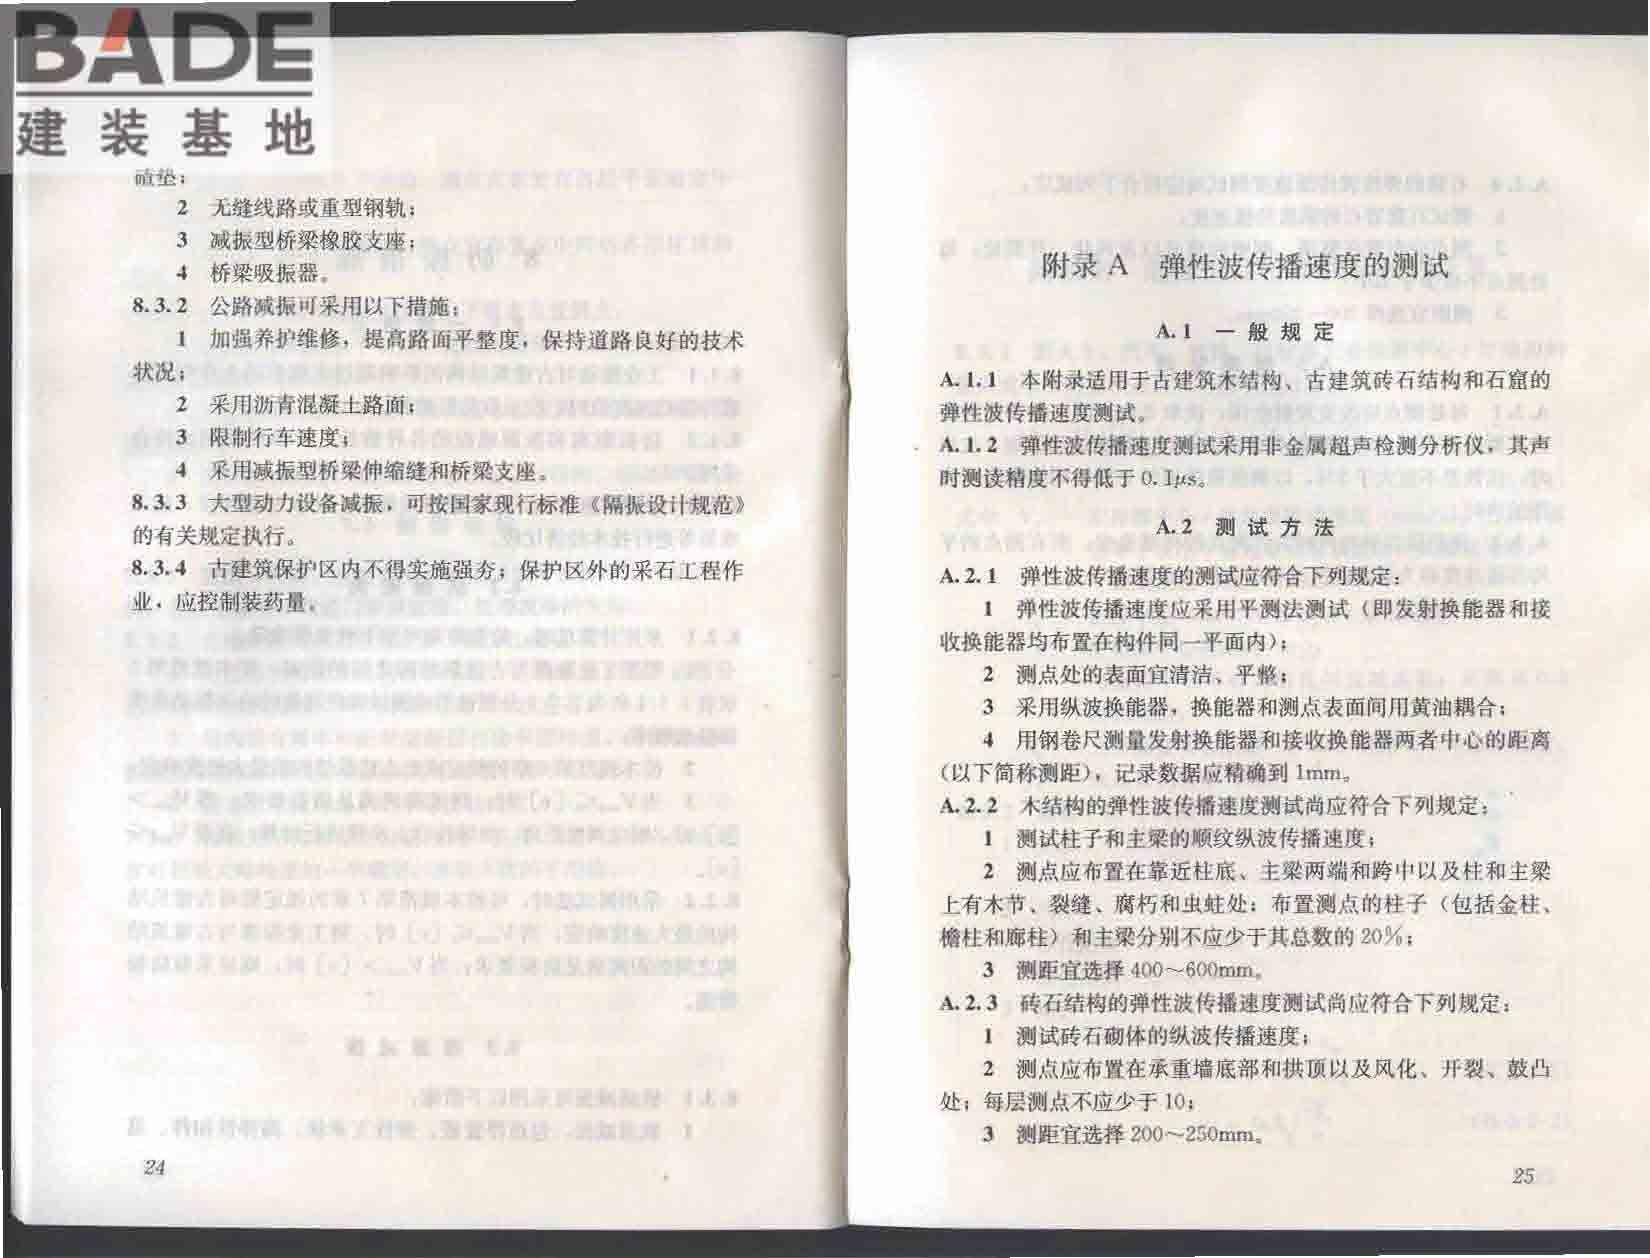 BADE
建装基地
碴垫；
2 无缝线路或重型钢轨；
3 减振型桥梁橡胶支座；
4 桥梁吸振器。
8.3.2 公路减振可采用以下措施：
1 加强养护维修，提高路面平整度，保持道路良好的技术
状况；
2 采用沥青混凝土路面；
3 限制行车速度；
4 采用减振型桥梁伸缩缝和桥梁支座。
8.3.3 大型动力设备减振，可按国家现行标准《隔振设计规范》
的有关规定执行。
8.3.4 古建筑保护区内不得实施强夯；保护区外的采石工程作
业，应控制装药量。
24
附录 A 弹性波传播速度的测试
A.1 一般规定
A.1.1 本附录适用于古建筑木结构、古建筑砖石结构和石窟的
弹性波传播速度测试。
A.1.2 弹性波传播速度测试采用非金属超声检测分析仪，其声
时测读精度不得低于 0.1μs。
A.2 测试方法
A.2.1 弹性波传播速度的测试应符合下列规定：
1 弹性波传播速度应采用平测法测试（即发射换能器和接
收换能器均布置在构件同一平面内）；
2 测点处的表面宜清洁、平整；
3 采用纵波换能器，换能器和测点表面间用黄油耦合；
4 用钢卷尺测量发射换能器和接收换能器两者中心的距离
（以下简称测距），记录数据应精确到 1mm。
A.2.2 木结构的弹性波传播速度测试尚应符合下列规定：
1 测试柱子和主梁的顺纹纵波传播速度；
2 测点应布置在靠近柱底、主梁两端和跨中以及柱和主梁
上有木节、裂缝、腐朽和虫蛀处；布置测点的柱子（包括金柱、
檐柱和廊柱）和主梁分别不应少于其总数的 20%；
3 测距宜选择 400～600mm。
A.2.3 砖石结构的弹性波传播速度测试尚应符合下列规定：
1 测试砖石砌体的纵波传播速度；
2 测点应布置在承重墙底部和拱顶以及风化、开裂、鼓凸
处；每层测点不应少于 10；
3 测距宜选择 200～250mm。
25